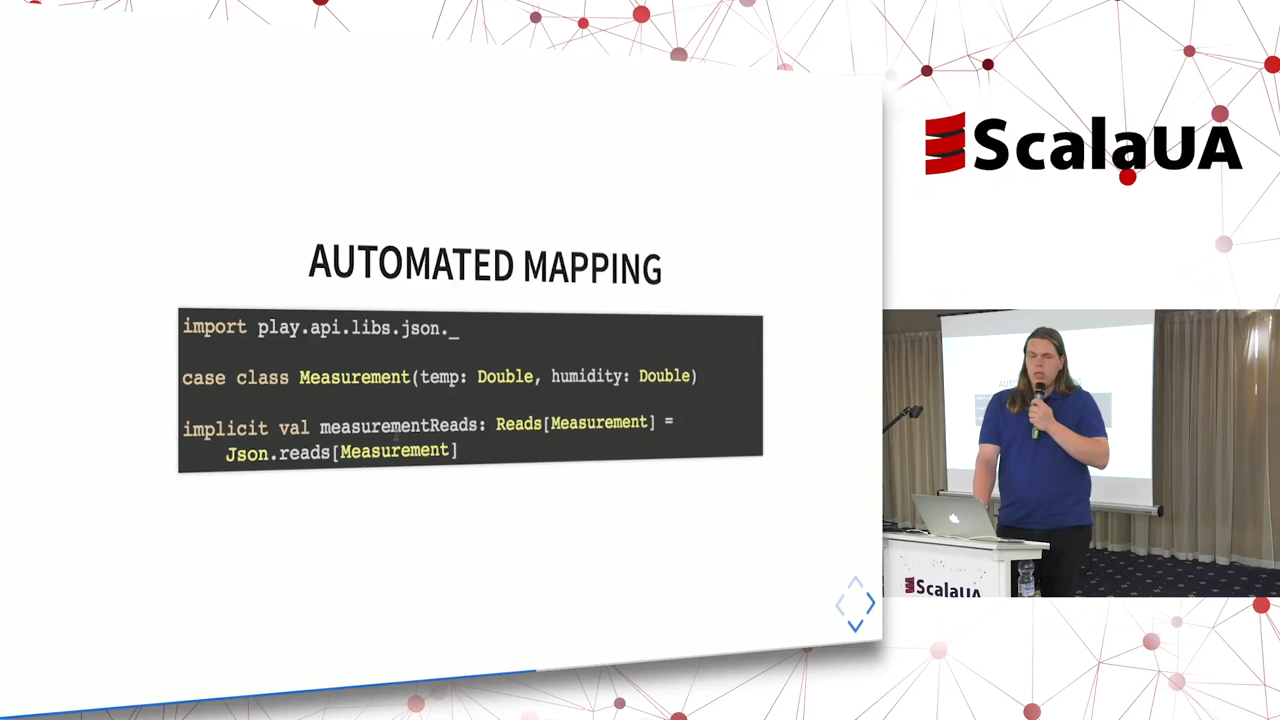 ScalaUA
AUTOMATED MAPPING
import play.api.libs.json._
case class Measurement(temp: Double, humidity: Double)
implicit val measurementReads: Reads[Measurement] =
Json.reads[Measurement]
ScalaUA